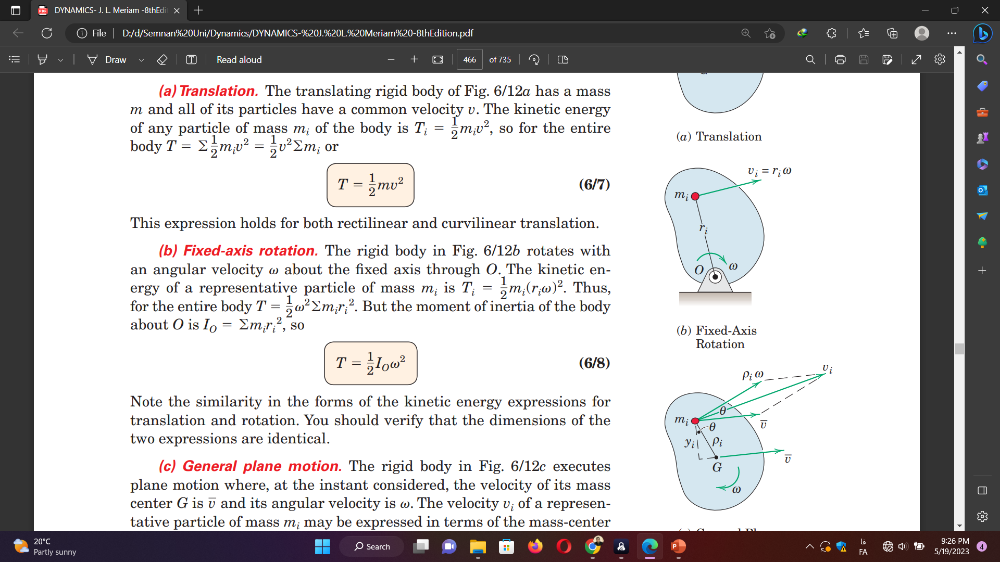 DYNAMICS- J. L. Meriam -8thEdi
File
D:/d/Semnan%20Uni/Dynamics/DYNAMICS-%20J.%20L.%20Meriam%20-8thEdition.pdf
Draw
Read aloud
466 of 735
(a) Translation. The translating rigid body of Fig. 6/12a has a mass
m and all of its particles have a common velocity v. The kinetic energy
of any particle of mass mᵢ of the body is Tᵢ = ½mᵢv², so for the entire
body T = Σ½mᵢv² = ½v²Σmᵢ or
T = ½mv² (6/7)
This expression holds for both rectilinear and curvilinear translation.
(b) Fixed-axis rotation. The rigid body in Fig. 6/12b rotates with
an angular velocity ω about the fixed axis through O. The kinetic en-
ergy of a representative particle of mass mᵢ is Tᵢ = ½mᵢ(rᵢω)². Thus,
for the entire body T = ½ω²Σmᵢrᵢ². But the moment of inertia of the body
about O is I_O = Σmᵢrᵢ², so
T = ½I_Oω² (6/8)
Note the similarity in the forms of the kinetic energy expressions for
translation and rotation. You should verify that the dimensions of the
two expressions are identical.
(c) General plane motion. The rigid body in Fig. 6/12c executes
plane motion where, at the instant considered, the velocity of its mass
center G is v̅ and its angular velocity is ω. The velocity vᵢ of a represen-
tative particle of mass mᵢ may be expressed in terms of the mass-center
(a) Translation
vᵢ = rᵢω
mᵢ
rᵢ
O
ω
(b) Fixed-Axis
Rotation
ρᵢω
vᵢ
θ
mᵢ
v̅
θ
yᵢ
ρᵢ
v̅
G
ω
20°C
Partly sunny
Search
فا
FA
9:26 PM
5/19/2023
4